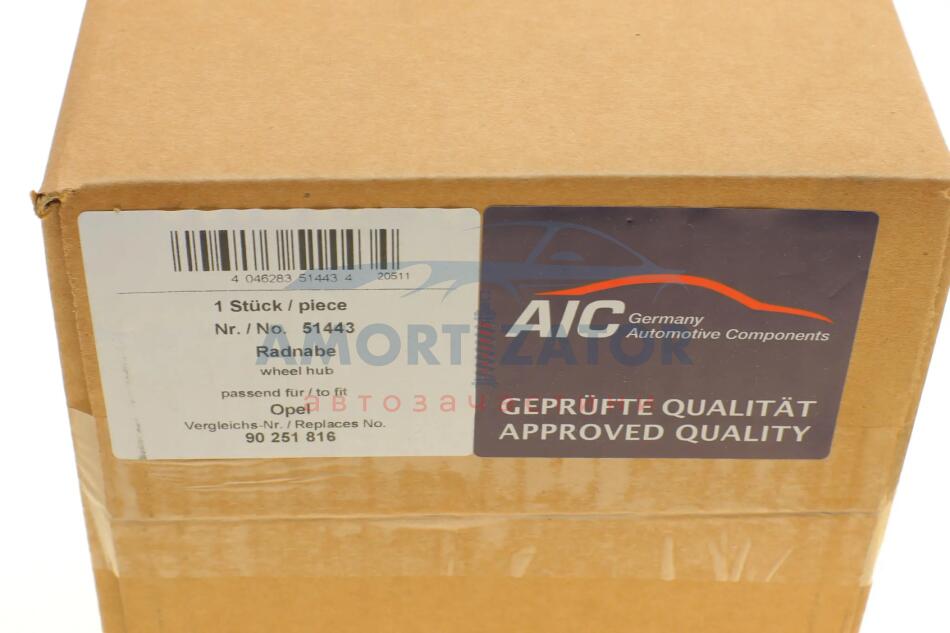 4 046283 51443 4 20511
1 Stück / piece
Nr. / No. 51443
Radnabe
wheel hub
passend für / to fit
Opel
Vergleichs-Nr. / Replaces No.
90 251 816
AIC Germany
Automotive Components
GEPRÜFTE QUALITÄT
APPROVED QUALITY
AMORTIZATOR
автозапчастини